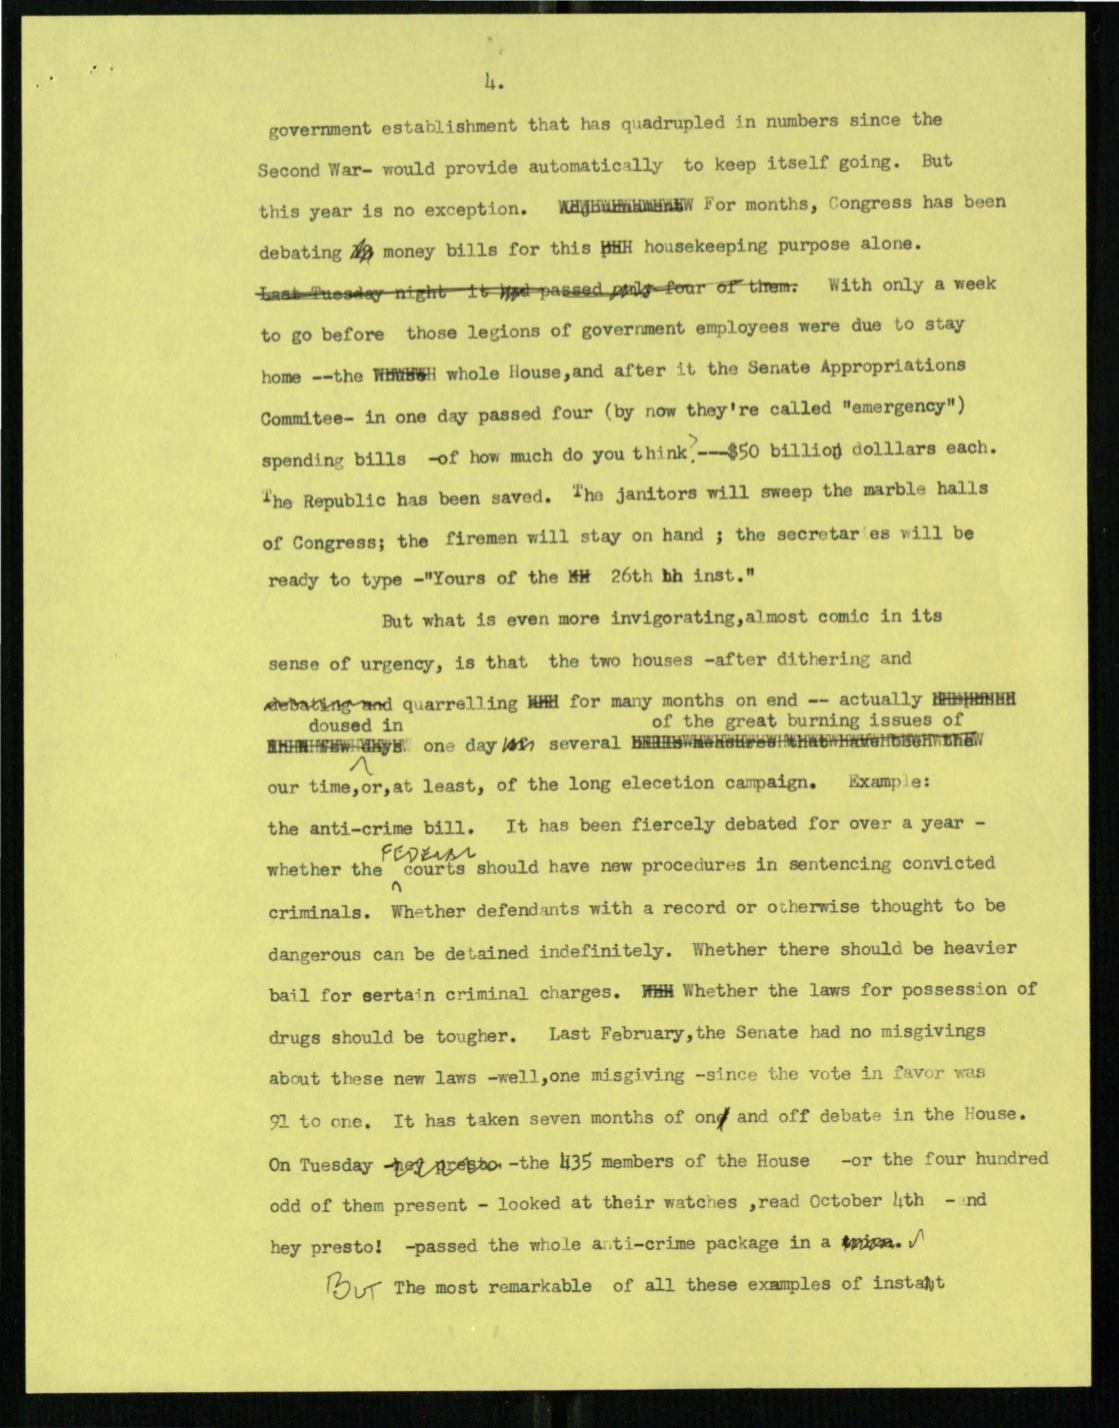 4.
government establishment that has quadrupled in numbers since the
Second War- would provide automatically to keep itself going. But
this year is no exception. For months, Congress has been
debating money bills for this housekeeping purpose alone.
Last Tuesday night it had passed only four of them. With only a week
to go before those legions of government employees were due to stay
home --the whole House,and after it the Senate Appropriations
Commitee- in one day passed four (by now they're called "emergency")
spending bills -of how much do you think?---$50 billion dolllars each.
The Republic has been saved. The janitors will sweep the marble halls
of Congress; the firemen will stay on hand ; the secretar es will be
ready to type -"Yours of the 26th inst."
But what is even more invigorating,almost comic in its
sense of urgency, is that the two houses -after dithering and
debating and quarrelling for many months on end -- actually
doused in of the great burning issues of
one day several
our time,or,at least, of the long elecetion campaign. Example:
the anti-crime bill. It has been fiercely debated for over a year -
FEDERAL
whether the courts should have new procedures in sentencing convicted
criminals. Whether defendants with a record or otherwise thought to be
dangerous can be detained indefinitely. Whether there should be heavier
bail for sertain criminal charges. Whether the laws for possession of
drugs should be tougher. Last February,the Senate had no misgivings
about these new laws -well,one misgiving -since the vote in favor was
91 to one. It has taken seven months of on and off debate in the House.
On Tuesday -hey presto- -the 435 members of the House -or the four hundred
odd of them present - looked at their watches ,read October 4th - and
hey presto! -passed the whole anti-crime package in a
BUT The most remarkable of all these examples of instant